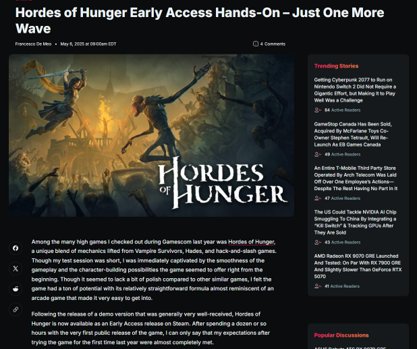 Hordes of Hunger Early Access Hands-On – Just One More
Wave
Francesco De Meo • May 6, 2025 at 09:00am EDT
4 Comments
HORDES
OF HUNGER
Among the many high games I checked out during Gamescom last year was Hordes of Hunger,
a unique blend of mechanics lifted from Vampire Survivors, Hades, and hack-and-slash games.
Though my test session was short, I was immediately captivated by the smoothness of the
gameplay and the character-building possibilities the game seemed to offer right from the
beginning. Though it seemed to lack a bit of polish compared to other similar games, I felt the
game had a ton of potential with its relatively straightforward formula almost reminiscent of an
arcade game that made it very easy to get into.
Following the release of a demo version that was generally very well-received, Hordes of
Hunger is now available as an Early Access release on Steam. After spending a dozen or so
hours with the very first public release of the game, I can only say that my expectations after
trying the game for the first time last year were almost completely met.
Trending Stories
Getting Cyberpunk 2077 to Run on
Nintendo Switch 2 Did Not Require a
Gigantic Effort, but Making it to Play
Well Was a Challenge
84 Active Readers
GameStop Canada Has Been Sold,
Acquired By McFarlane Toys Co-
Owner Stephen Tetrault, Will Re-
Launch As EB Games Canada
49 Active Readers
An Entire T-Mobile Third Party Store
Operated By Arch Telecom Was Laid
Off Over One Employee's Actions—
Despite The Rest Having No Part In It
47 Active Readers
The US Could Tackle NVIDIA AI Chip
Smuggling To China By Integrating a
"Kill Switch" & Tracking GPUs After
They Are Sold
43 Active Readers
AMD Radeon RX 9070 GRE Launched
And Tested: On Par With RX 7900 GRE
And Slightly Slower Than GeForce RTX
5070
41 Active Readers
Popular Discussions